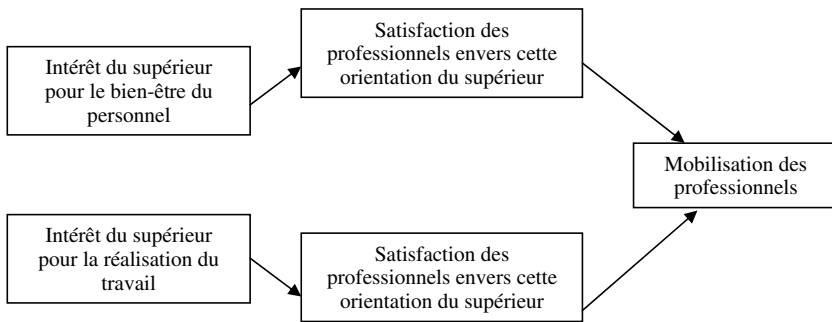 Satisfaction des
professionnels envers cette
orientation du supérieur
Intérêt du supérieur
pour le bien-être du
personnel
Mobilisation des
professionnels
Intérêt du supérieur
pour la réalisation du
travail
Satisfaction des
professionnels envers cette
orientation du supérieur